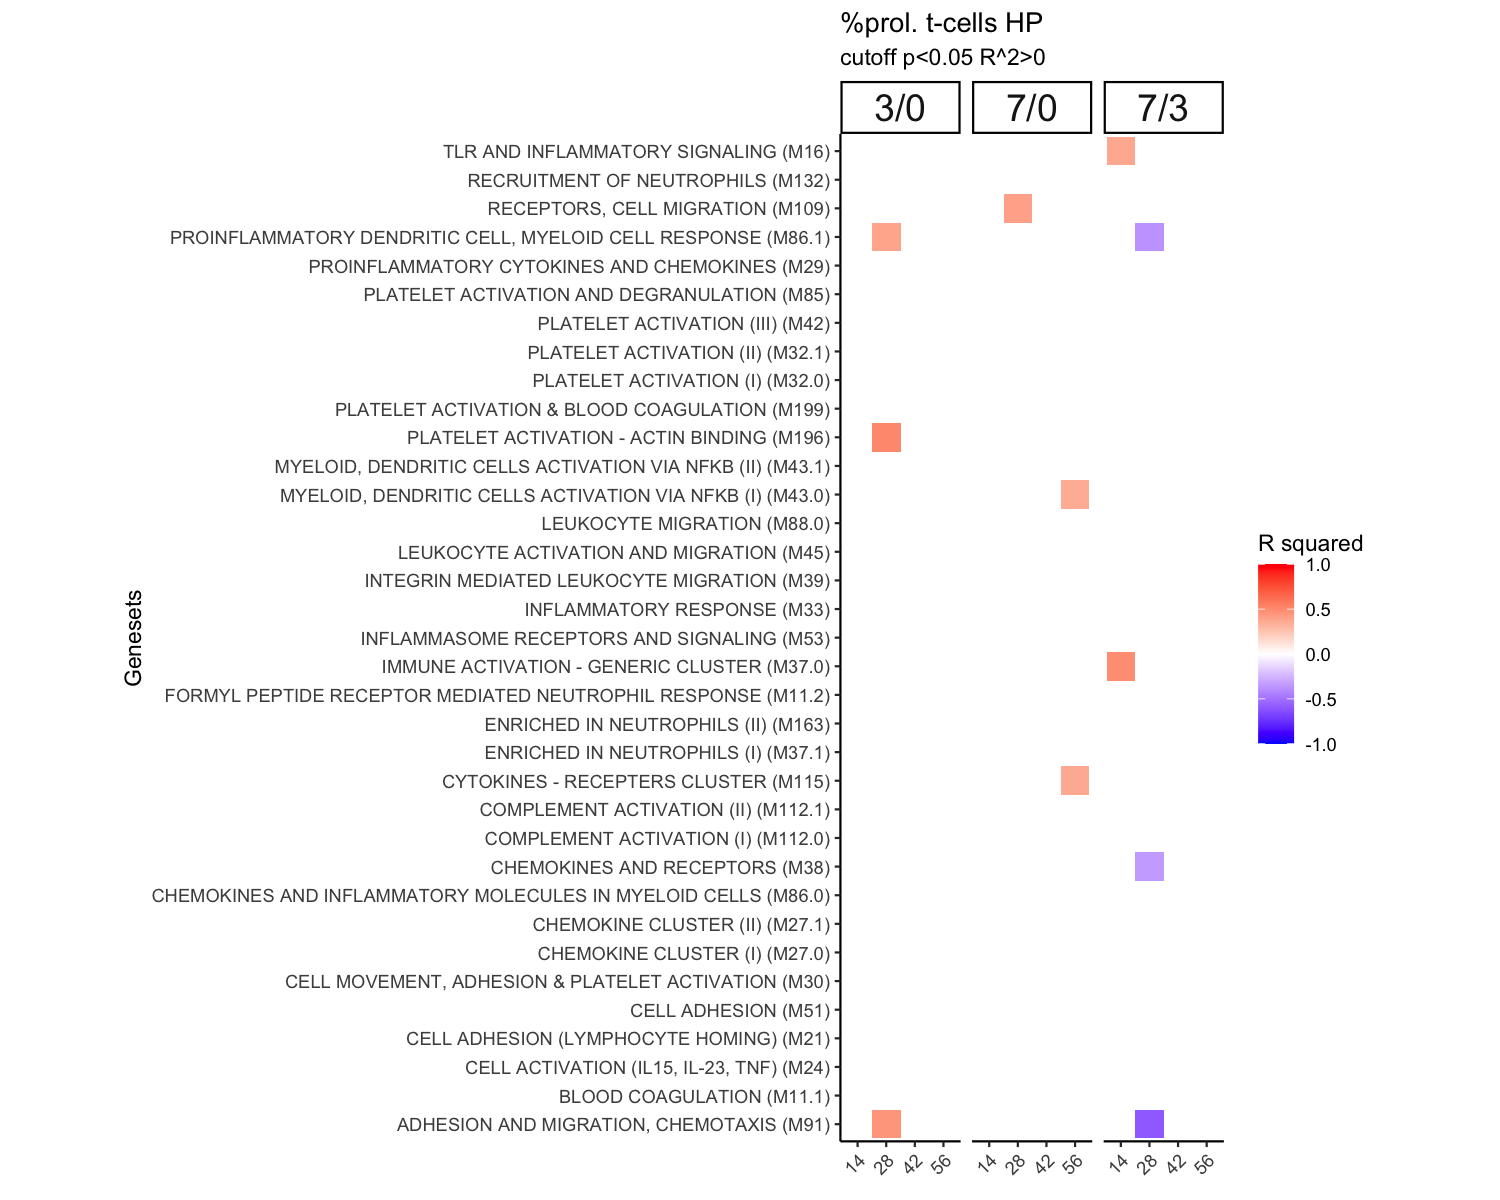 %prol. t-cells HP
cutoff p<0.05 R^2>0
3/0 7/0 7/3
TLR AND INFLAMMATORY SIGNALING (M16)
RECRUITMENT OF NEUTROPHILS (M132)
RECEPTORS, CELL MIGRATION (M109)
PROINFLAMMATORY DENDRITIC CELL, MYELOID CELL RESPONSE (M86.1)
PROINFLAMMATORY CYTOKINES AND CHEMOKINES (M29)
PLATELET ACTIVATION AND DEGRANULATION (M85)
PLATELET ACTIVATION (III) (M42)
PLATELET ACTIVATION (II) (M32.1)
PLATELET ACTIVATION (I) (M32.0)
PLATELET ACTIVATION & BLOOD COAGULATION (M199)
PLATELET ACTIVATION - ACTIN BINDING (M196)
MYELOID, DENDRITIC CELLS ACTIVATION VIA NFKB (II) (M43.1)
MYELOID, DENDRITIC CELLS ACTIVATION VIA NFKB (I) (M43.0)
LEUKOCYTE MIGRATION (M88.0)
LEUKOCYTE ACTIVATION AND MIGRATION (M45)
INTEGRIN MEDIATED LEUKOCYTE MIGRATION (M39)
INFLAMMATORY RESPONSE (M33)
INFLAMMASOME RECEPTORS AND SIGNALING (M53)
IMMUNE ACTIVATION - GENERIC CLUSTER (M37.0)
FORMYL PEPTIDE RECEPTOR MEDIATED NEUTROPHIL RESPONSE (M11.2)
ENRICHED IN NEUTROPHILS (II) (M163)
ENRICHED IN NEUTROPHILS (I) (M37.1)
CYTOKINES - RECEPTERS CLUSTER (M115)
COMPLEMENT ACTIVATION (II) (M112.1)
COMPLEMENT ACTIVATION (I) (M112.0)
CHEMOKINES AND RECEPTORS (M38)
CHEMOKINES AND INFLAMMATORY MOLECULES IN MYELOID CELLS (M86.0)
CHEMOKINE CLUSTER (II) (M27.1)
CHEMOKINE CLUSTER (I) (M27.0)
CELL MOVEMENT, ADHESION & PLATELET ACTIVATION (M30)
CELL ADHESION (M51)
CELL ADHESION (LYMPHOCYTE HOMING) (M21)
CELL ACTIVATION (IL15, IL-23, TNF) (M24)
BLOOD COAGULATION (M11.1)
ADHESION AND MIGRATION, CHEMOTAXIS (M91)
Genesets
14 28 42 56 14 28 42 56 14 28 42 56
R squared
1.0
0.5
0.0
-0.5
-1.0